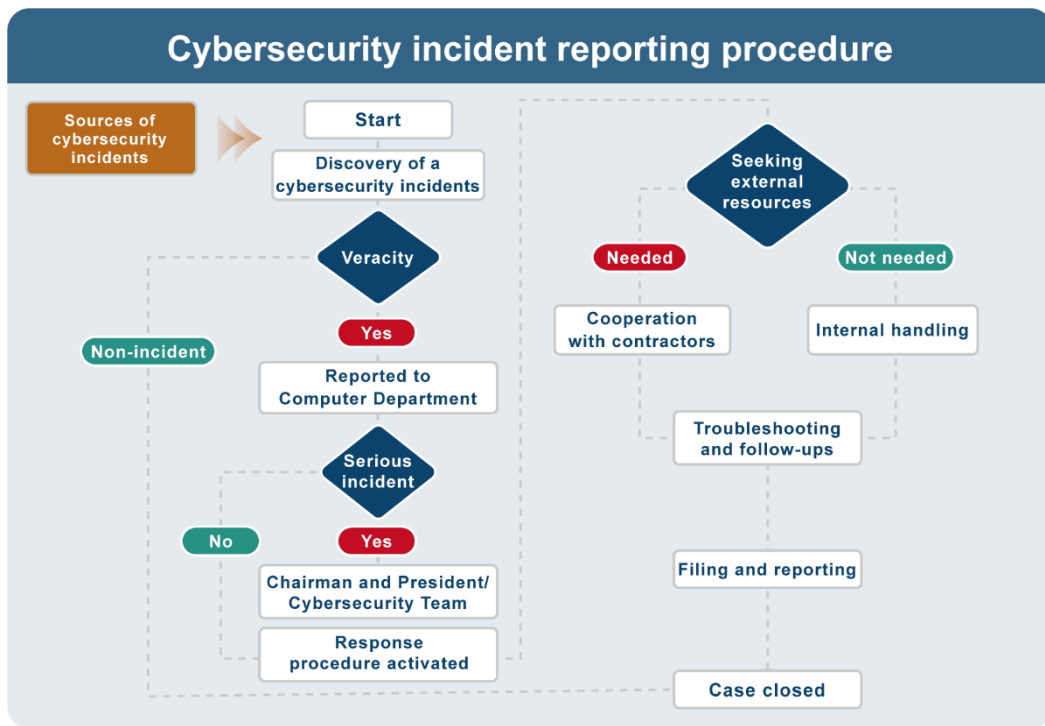 Cybersecurity incident reporting procedure
Sources of
cybersecurity
incidents
Start
Discovery of a
cybersecurity incidents
Veracity
Yes
Non-incident
Reported to
Computer Department
Serious
incident
No
Yes
Chairman and President/
Cybersecurity Team
Response
procedure activated
Seeking
external
resources
Needed
Not needed
Cooperation
with contractors
Internal handling
Troubleshooting
and follow-ups
Filing and reporting
Case closed